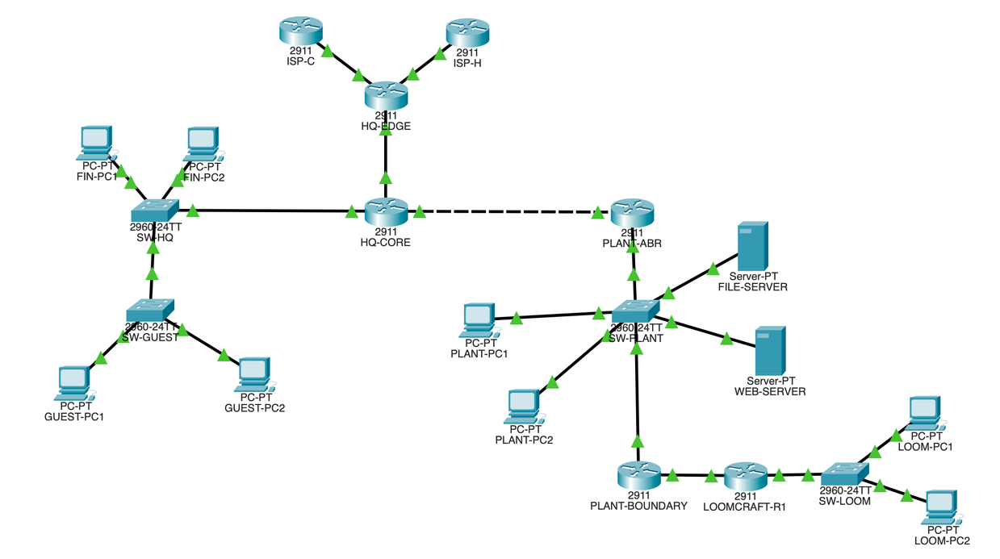 2911
ISP-C
2911
ISP-H
2911
HQ-EDGE
PC-PT
FIN-PC1
PC-PT
FIN-PC2
2960-24TT
SW-HQ
2911
HQ-CORE
2911
PLANT-ABR
Server-PT
FILE-SERVER
2960-24TT
SW-GUEST
PC-PT
PLANT-PC1
2960-24TT
SW-PLANT
Server-PT
WEB-SERVER
PC-PT
GUEST-PC1
PC-PT
GUEST-PC2
PC-PT
PLANT-PC2
PC-PT
LOOM-PC1
2911
PLANT-BOUNDARY
2911
LOOMCRAFT-R1
2960-24TT
SW-LOOM
PC-PT
LOOM-PC2